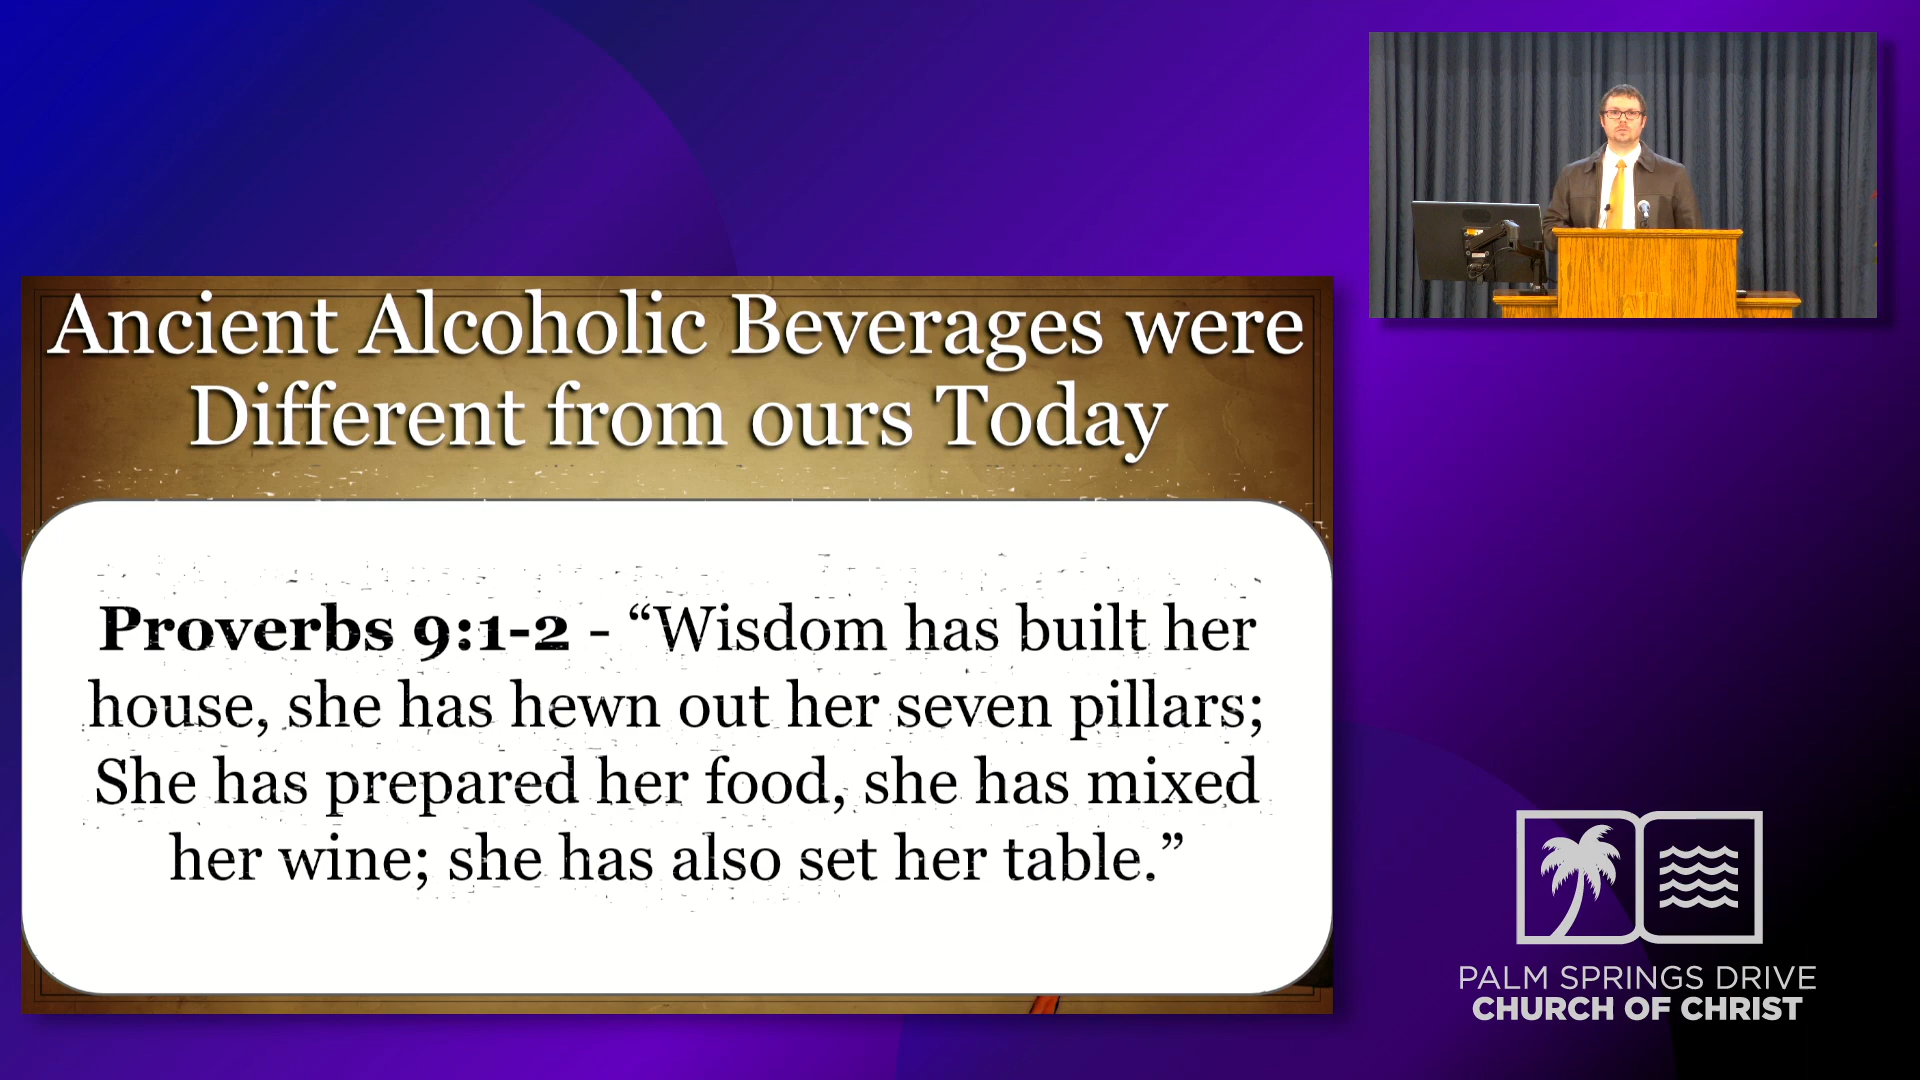 Ancient Alcoholic Beverages were
Different from ours Today
Proverbs 9:1-2 - “Wisdom has built her
house, she has hewn out her seven pillars;
She has prepared her food, she has mixed
her wine; she has also set her table.”
PALM SPRINGS DRIVE
CHURCH OF CHRIST